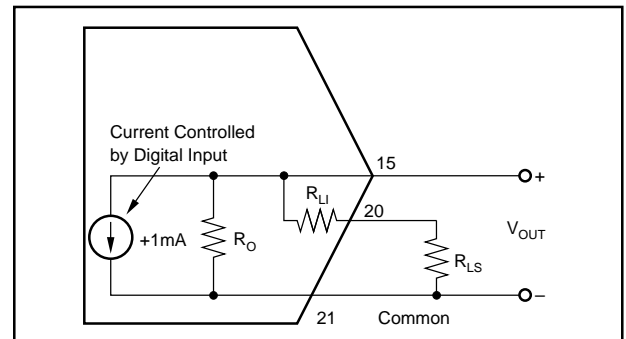 Current Controlled
by Digital Input
15
R_LI
20
+
+1mA
R_O
V_OUT
R_LS
–
21
Common